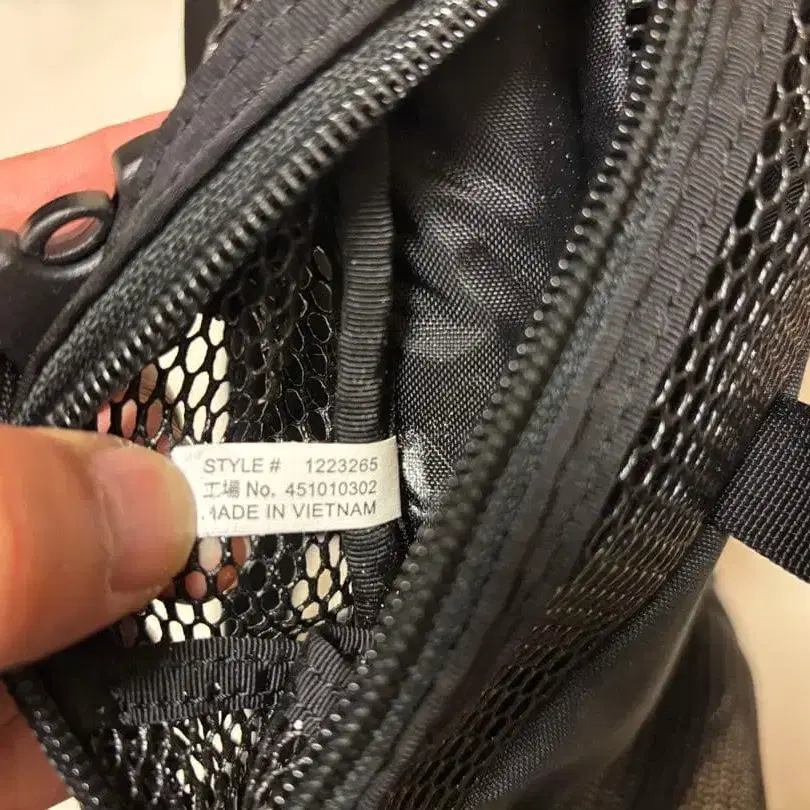 STYLE # 1223265
工場 No. 451010302
MADE IN VIETNAM